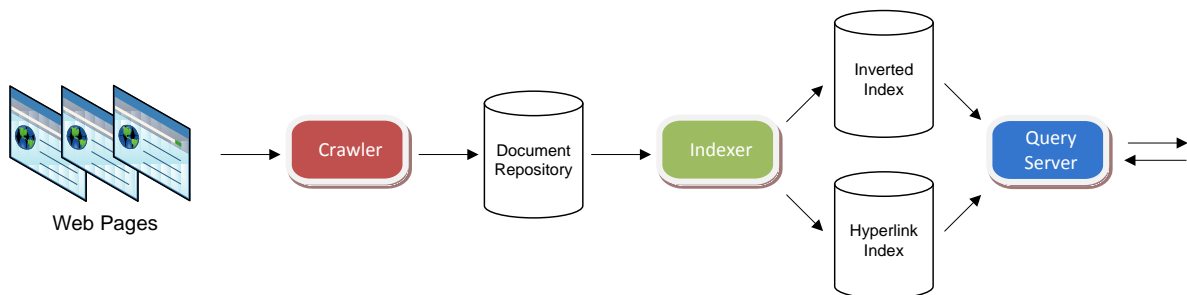 Web Pages
Crawler
Document
Repository
Indexer
Inverted
Index
Hyperlink
Index
Query
Server